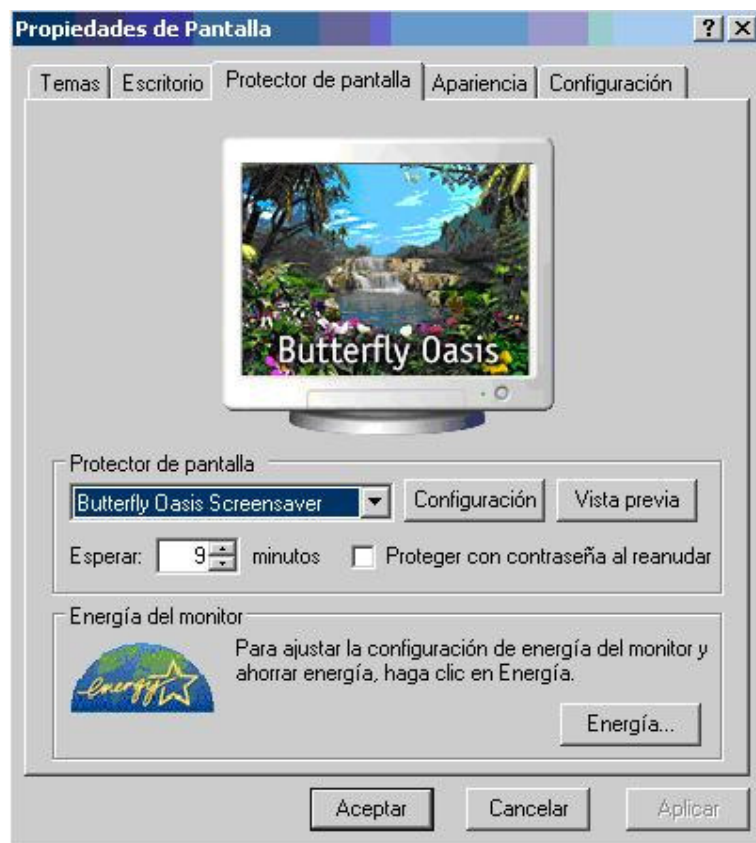 Propiedades de Pantalla
Temas
Escritorio
Protector de pantalla
Apariencia
Configuración
Butterfly Oasis
Protector de pantalla
Butterfly Oasis Screensaver
Configuración
Vista previa
Esperar: 9 minutos
Proteger con contraseña al reanudar
Energía del monitor
Para ajustar la configuración de energía del monitor y
ahorrar energía, haga clic en Energía.
energy
Energía...
Aceptar
Cancelar
Aplicar